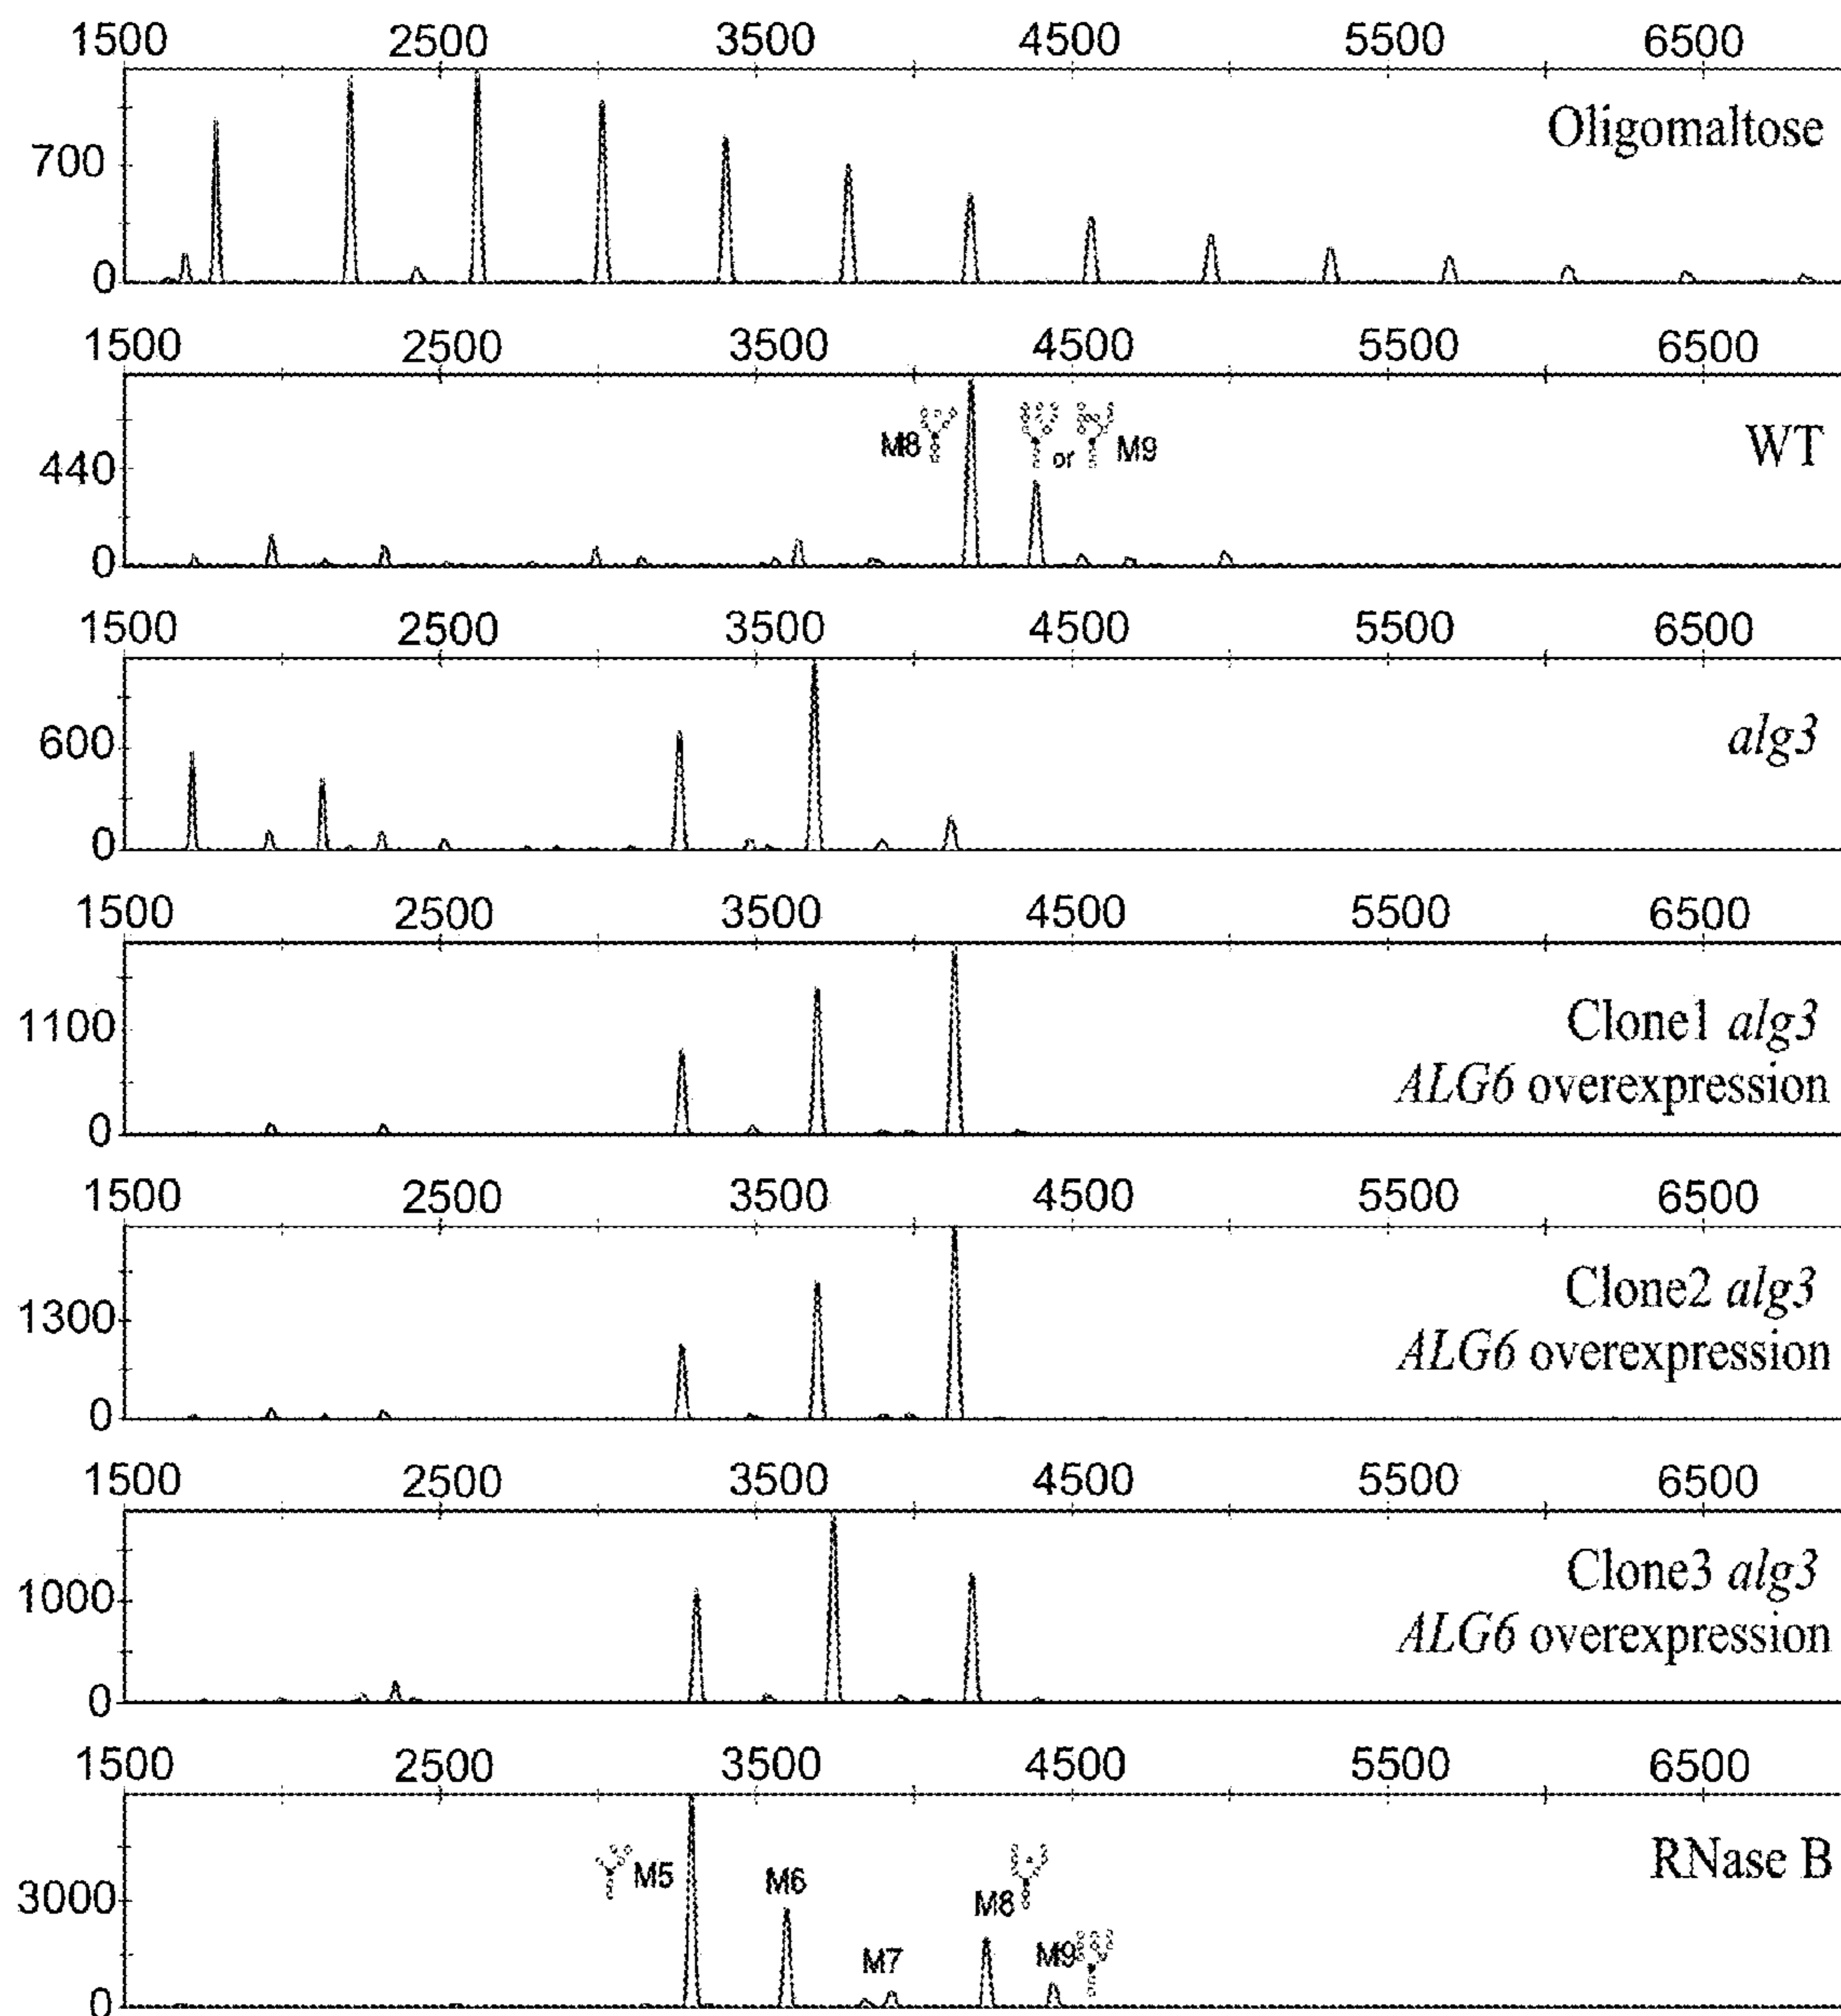 1500 2500 3500 4500 5500 6500
Oligomaltose
700
0
1500 2500 3500 4500 5500 6500
WT
M8 or M9
440
0
1500 2500 3500 4500 5500 6500
alg3
600
0
1500 2500 3500 4500 5500 6500
Clone1 alg3
ALG6 overexpression
1100
0
1500 2500 3500 4500 5500 6500
Clone2 alg3
ALG6 overexpression
1300
0
1500 2500 3500 4500 5500 6500
Clone3 alg3
ALG6 overexpression
1000
0
1500 2500 3500 4500 5500 6500
RNase B
M5 M6
M8
3000
M7 M9
0